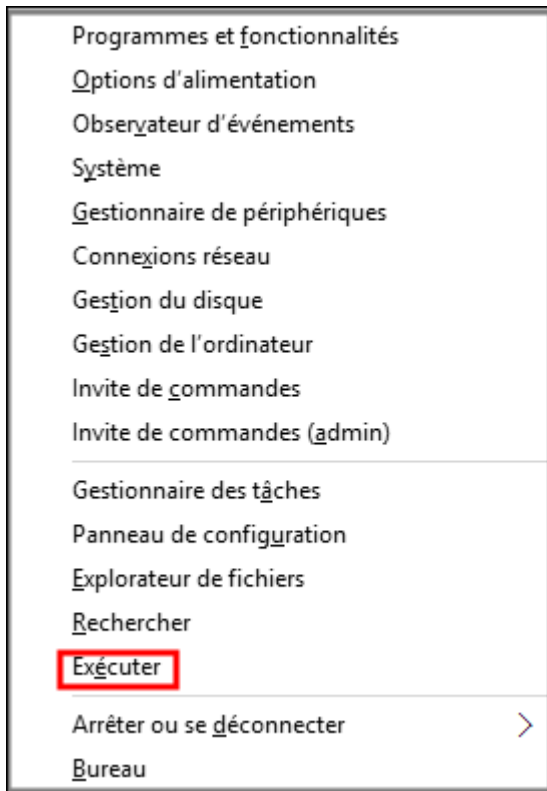 Programmes et fonctionnalités
Options d'alimentation
Observateur d'événements
Système
Gestionnaire de périphériques
Connexions réseau
Gestion du disque
Gestion de l'ordinateur
Invite de commandes
Invite de commandes (admin)
Gestionnaire des tâches
Panneau de configuration
Explorateur de fichiers
Rechercher
Exécuter
Arrêter ou se déconnecter
Bureau